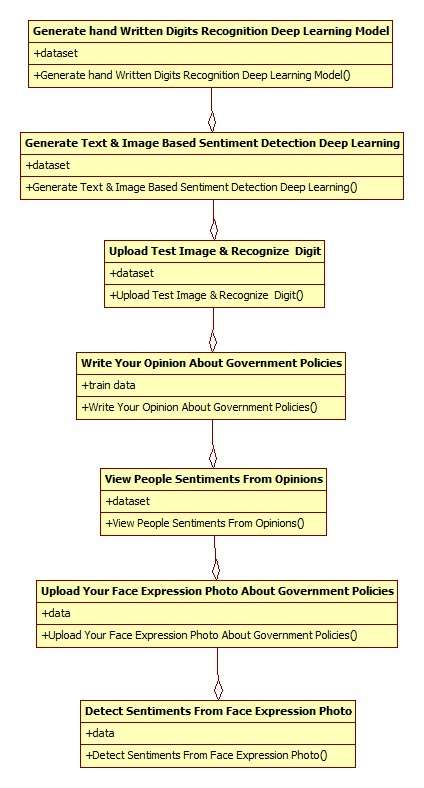 Generate hand Written Digits Recognition Deep Learning Model
+dataset
+Generate hand Written Digits Recognition Deep Learning Model()
Generate Text & Image Based Sentiment Detection Deep Learning
+dataset
+Generate Text & Image Based Sentiment Detection Deep Learning()
Upload Test Image & Recognize Digit
+dataset
+Upload Test Image & Recognize Digit()
Write Your Opinion About Government Policies
+train data
+Write Your Opinion About Government Policies()
View People Sentiments From Opinions
+dataset
+View People Sentiments From Opinions()
Upload Your Face Expression Photo About Government Policies
+data
+Upload Your Face Expression Photo About Government Policies()
Detect Sentiments From Face Expression Photo
+data
+Detect Sentiments From Face Expression Photo()